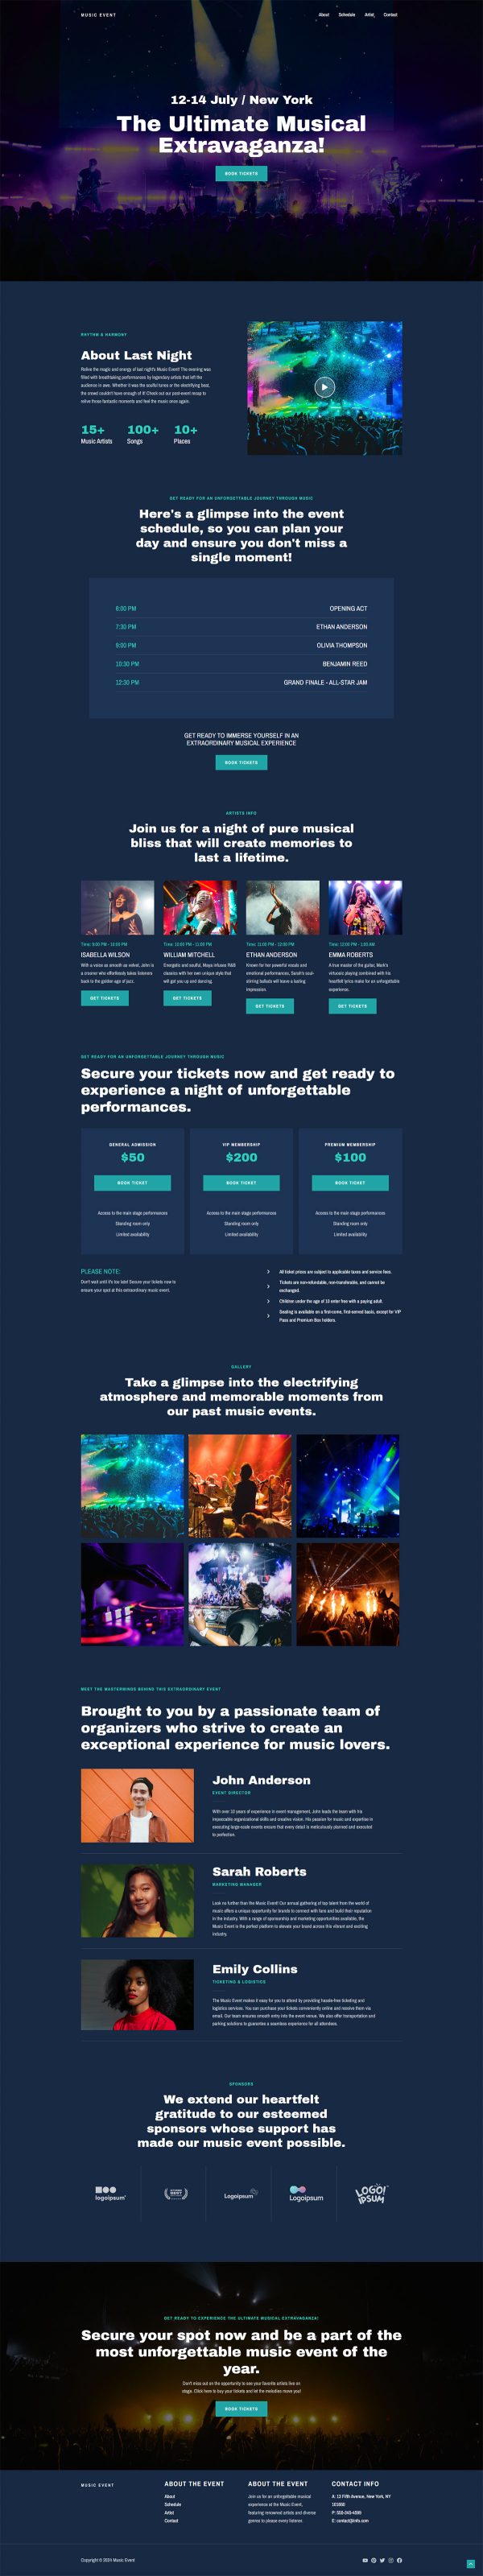 MUSIC EVENT
About Schedule Artist Contact
12-14 July / New York
The Ultimate Musical
Extravaganza!
BOOK TICKETS
RHYTHM & HARMONY
About Last Night
Relive the magic and energy of last night's Music Event! The evening was
filled with breathtaking performances by legendary artists that left the
audience in awe. Whether it was the soulful tunes or the electrifying beat,
the crowd couldn't have enough of it! Check out our post-event recap to
relive those fantastic moments and feel the music once again.
15+ 100+ 10+
Music Artists Songs Places
GET READY FOR AN UNFORGETTABLE JOURNEY THROUGH MUSIC
Here's a glimpse into the event
schedule, so you can plan your
day and ensure you don't miss a
single moment!
6:00 PM OPENING ACT
7:30 PM ETHAN ANDERSON
9:00 PM OLIVIA THOMPSON
10:30 PM BENJAMIN REED
12:30 PM GRAND FINALE - ALL-STAR JAM
GET READY TO IMMERSE YOURSELF IN AN
EXTRAORDINARY MUSICAL EXPERIENCE
BOOK TICKETS
ARTISTS INFO
Join us for a night of pure musical
bliss that will create memories to
last a lifetime.
Time: 9:00 PM - 10:00 PM
ISABELLA WILSON
With a voice as smooth as velvet, John is
a crooner who effortlessly takes listeners
back to the golden age of jazz.
GET TICKETS
Time: 10:00 PM - 11:00 PM
WILLIAM MITCHELL
Energetic and soulful, Maya infuses R&B
classics with her own unique style that
will get you up and dancing.
GET TICKETS
Time: 11:00 PM - 12:00 PM
ETHAN ANDERSON
Known for her powerful vocals and
emotional performances, Sarah's soul-
stirring ballads will leave a lasting
impression.
GET TICKETS
Time: 12:00 PM - 1:00 AM
EMMA ROBERTS
A true master of the guitar, Mark's
virtuosic playing combined with his
heartfelt lyrics make for an unforgettable
experience.
GET TICKETS
GET READY FOR AN UNFORGETTABLE JOURNEY THROUGH MUSIC
Secure your tickets now and get ready to
experience a night of unforgettable
performances.
GENERAL ADMISSION
$50
BOOK TICKET
Access to the main stage performances
Standing room only
Limited availability
VIP MEMBERSHIP
$200
BOOK TICKET
Access to the main stage performances
Standing room only
Limited availability
PREMIUM MEMBERSHIP
$100
BOOK TICKET
Access to the main stage performances
Standing room only
Limited availability
PLEASE NOTE:
Don't wait until it's too late! Secure your tickets now to
ensure your spot at this extraordinary music event.
All ticket prices are subject to applicable taxes and service fees.
Tickets are non-refundable, non-transferable, and cannot be
exchanged.
Children under the age of 10 enter free with a paying adult.
Seating is available on a first-come, first-served basis, except for VIP
Pass and Premium Box holders.
GALLERY
Take a glimpse into the electrifying
atmosphere and memorable moments from
our past music events.
MEET THE MASTERMINDS BEHIND THIS EXTRAORDINARY EVENT
Brought to you by a passionate team of
organizers who strive to create an
exceptional experience for music lovers.
John Anderson
EVENT DIRECTOR
With over 10 years of experience in event management, John leads the team with his
impeccable organizational skills and creative vision. His passion for music and expertise in
executing large-scale events ensure that every detail is meticulously planned and executed
to perfection.
Sarah Roberts
MARKETING MANAGER
Look no further than the Music Event! Our annual gathering of top talent from the world of
music offers a unique opportunity for brands to connect with fans and build their reputation
in the industry. With a range of sponsorship and marketing opportunities available, the
Music Event is the perfect platform to elevate your brand across this vibrant and exciting
industry.
Emily Collins
TICKETING & LOGISTICS
The Music Event makes it easy for you to attend by providing hassle-free ticketing and
logistics services. You can purchase your tickets conveniently online and receive them via
email. Our team ensures smooth entry into the event venue. We also offer transportation and
parking solutions to guarantee a seamless experience for all attendees.
SPONSORS
We extend our heartfelt
gratitude to our esteemed
sponsors whose support has
made our music event possible.
logoipsum
Logoipsum
Logoipsum
LOGO!
IPSUM
GET READY TO EXPERIENCE THE ULTIMATE MUSICAL EXTRAVAGANZA!
Secure your spot now and be a part of the
most unforgettable music event of the
year.
Don't miss out on the opportunity to see your favorite artists live on
stage. Click here to buy your tickets and let the melodies move you!
BOOK TICKETS
MUSIC EVENT
ABOUT THE EVENT
About
Schedule
Artist
Contact
ABOUT THE EVENT
Join us for an unforgettable musical
experience at the Music Event,
featuring renowned artists and diverse
genres to please every listener.
CONTACT INFO
A: 13 Fifth Avenue, New York, NY
101660
E: contact@info.com
Copyright © 2024 Music Event